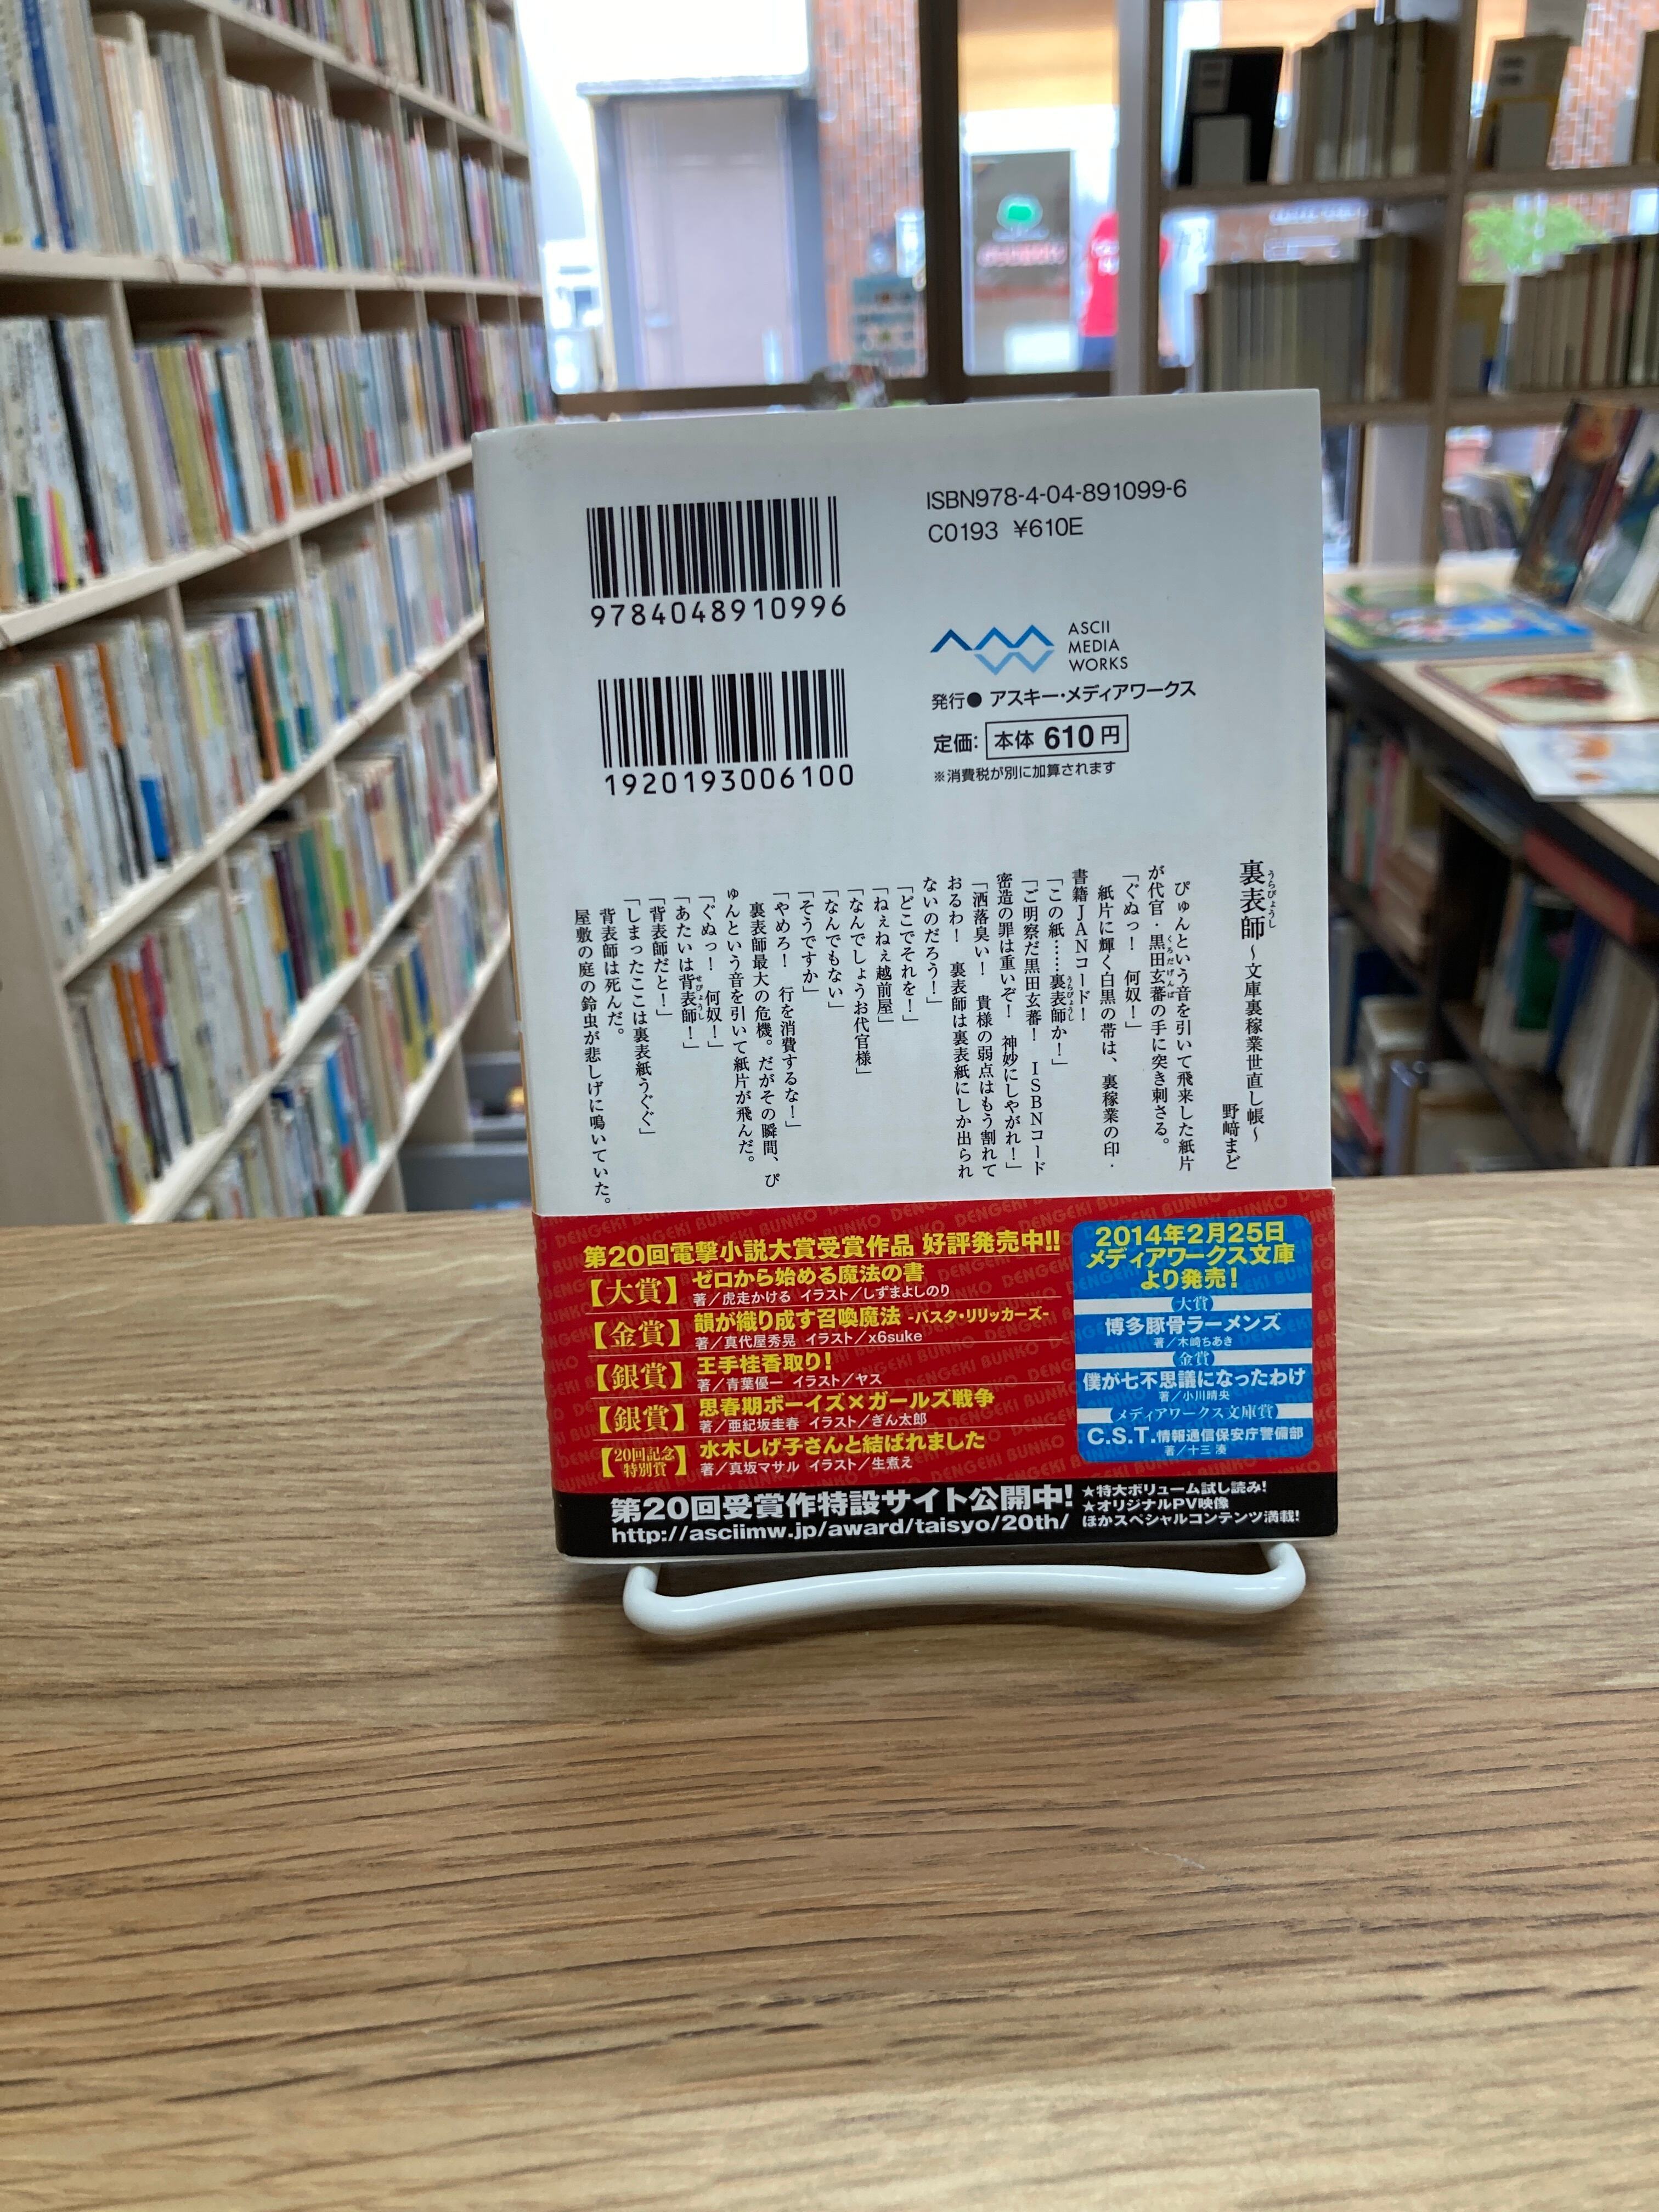 9784048910996
1920193006100
ISBN978-4-04-891099-6
C0193 ¥610E
ASCII
MEDIA
WORKS
発行● アスキー・メディアワークス
定価: 本体 610円
※消費税が別に加算されます
裏表師 〜文庫裏稼業世直し帳〜
うらびょうし
野﨑まど
ぴゅんという音を引いて飛来した紙片
が代官・黒田玄蕃の手に突き刺さる。
くろだげんば
「ぐぬっ！　何奴！」
紙片に輝く白黒の帯は、裏稼業の印・
書籍JANコード！
「この紙……裏表師か！」
うらびょうし
「ご明察だ黒田玄蕃！　ISBNコード
密造の罪は重いぞ！　神妙にしやがれ！」
「洒落臭い！　貴様の弱点はもう割れて
おるわ！　裏表師は裏表紙にしか出られ
ないのだろう！」
「どこでそれを！」
「ねぇねぇ越前屋」
「なんでしょうお代官様」
「なんでもない」
「そうですか」
「やめろ！　行を消費するな！」
裏表師最大の危機。だがその瞬間、ぴ
ゅんという音を引いて紙片が飛んだ。
「ぐぬっ！　何奴！」
「あたいは背表師！」
せびょうし
「背表師だと！」
「しまったここは裏表紙うぐぐ」
背表師は死んだ。
屋敷の庭の鈴虫が悲しげに鳴いていた。
第20回電撃小説大賞受賞作品 好評発売中!!
【大賞】 ゼロから始める魔法の書
著／虎走かける イラスト／しずまよしのり
【金賞】 韻が織り成す召喚魔法 -バスタ・リリッカーズ-
著／真代屋秀晃 イラスト／x6suke
【銀賞】 王手桂香取り!
著／青葉優一 イラスト／ヤス
【銀賞】 思春期ボーイズ×ガールズ戦争
著／亜紀坂圭春 イラスト／ぎん太郎
【20回記念特別賞】 水木しげ子さんと結ばれました
著／真坂マサル イラスト／生煮え
2014年2月25日
メディアワークス文庫
より発売!
大賞
博多豚骨ラーメンズ
著／木崎ちあき
金賞
僕が七不思議になったわけ
著／小川晴央
メディアワークス文庫賞
C.S.T.情報通信保安庁警備部
著／十三 湊
第20回受賞作特設サイト公開中!
http://asciimw.jp/award/taisyo/20th/
★特大ボリューム試し読み!
★オリジナルPV映像
ほかスペシャルコンテンツ満載!
DENGEKI BUNKO